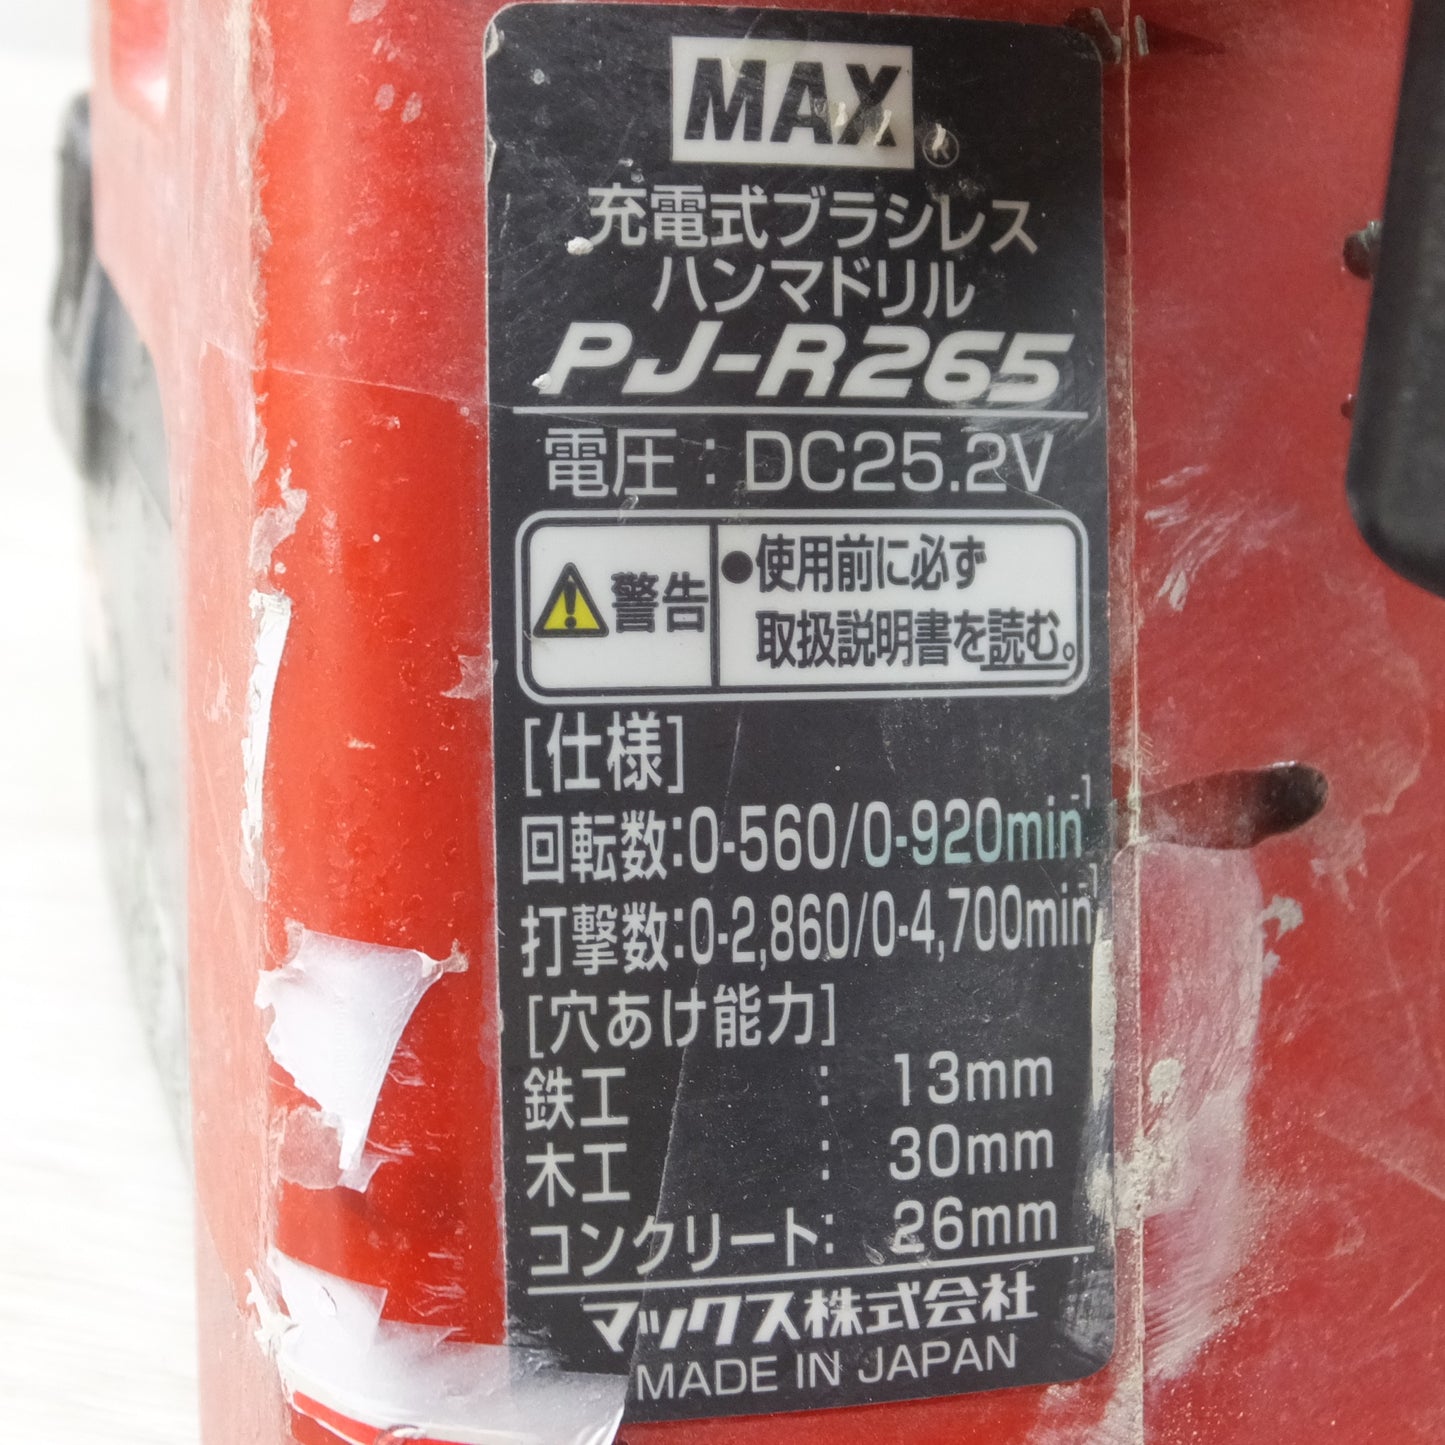 MAX®
充電式ブラシレス
ハンマドリル
PJ-R265
電圧：DC25.2V
警告
●使用前に必ず
取扱説明書を読む。
[仕様]
回転数：0-560/0-920min⁻¹
打撃数：0-2,860/0-4,700min⁻¹
[穴あけ能力]
鉄工 ： 13mm
木工 ： 30mm
コンクリート： 26mm
マックス株式会社
MADE IN JAPAN